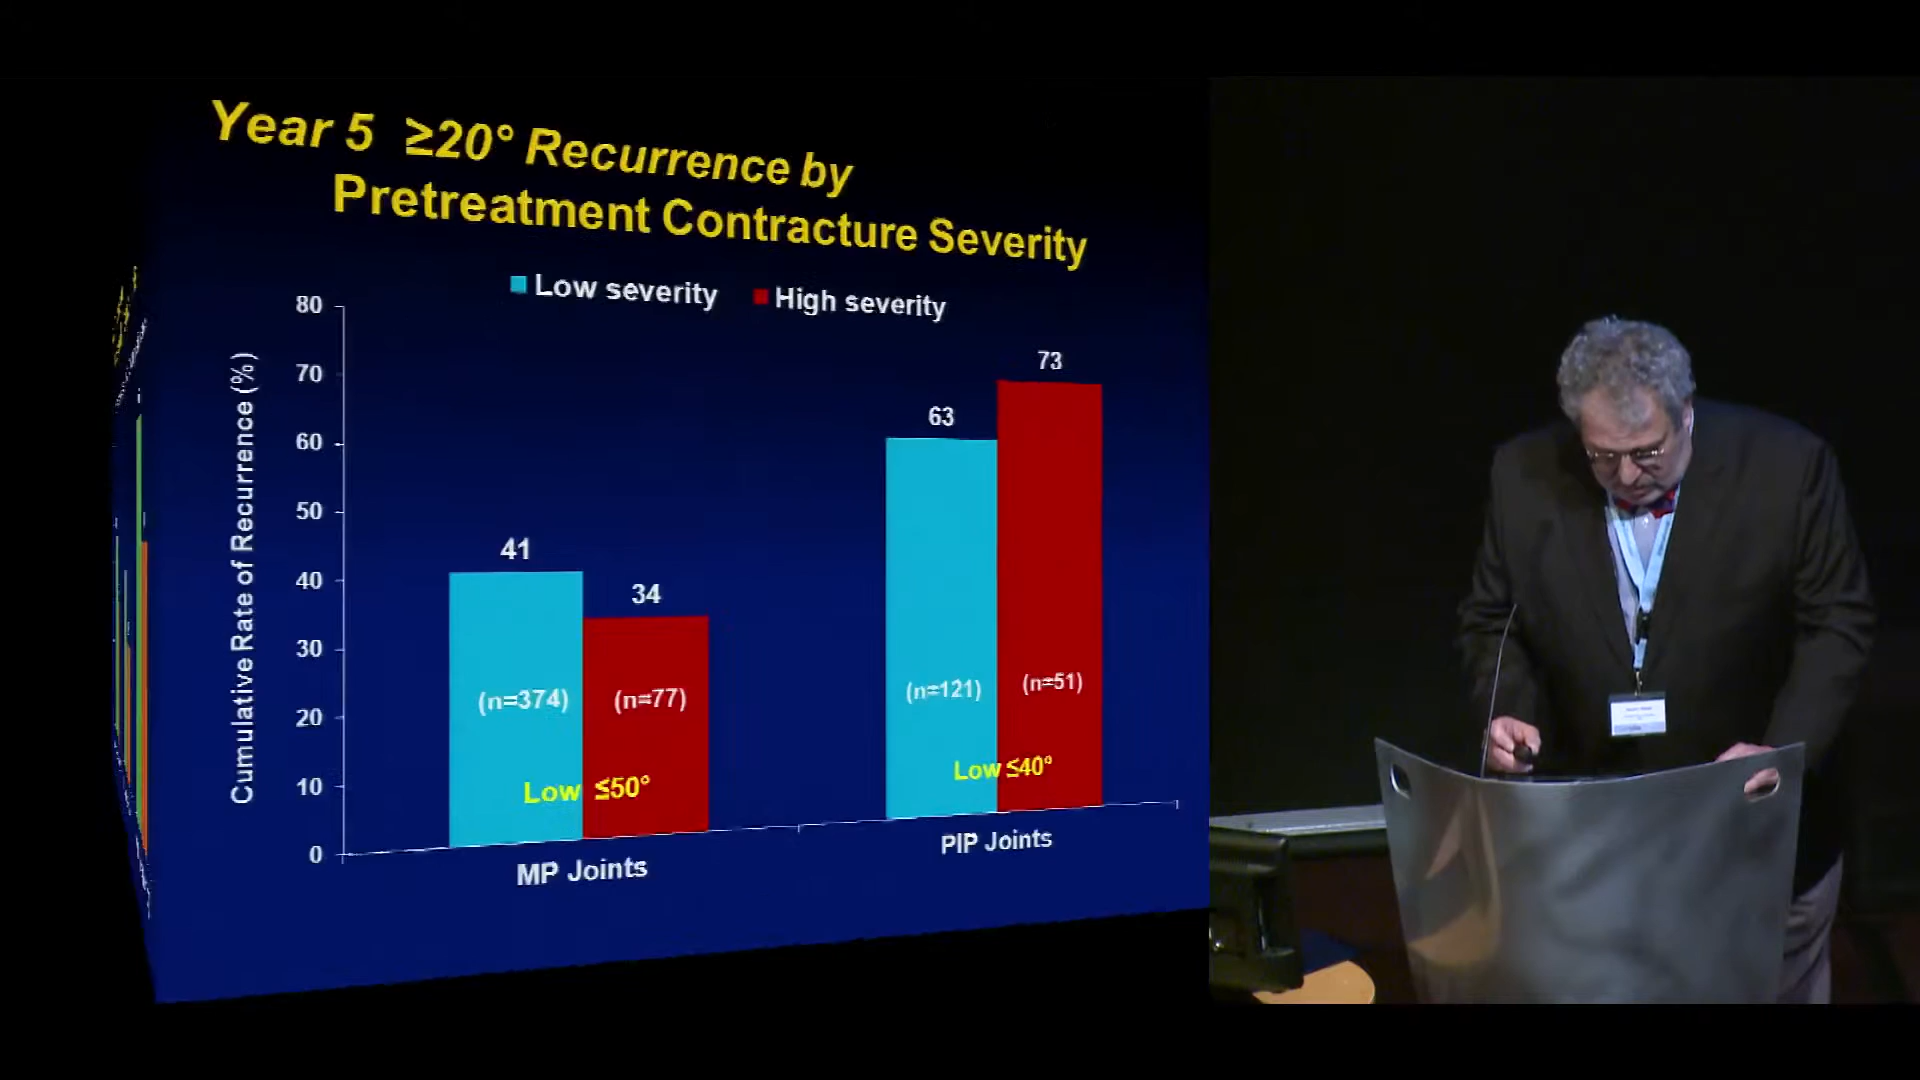 Year 5 ≥20° Recurrence by
Pretreatment Contracture Severity
Low severity
High severity
80
70
60
50
40
30
20
10
0
Cumulative Rate of Recurrence (%)
41
34
63
73
(n=374)
(n=77)
(n=121)
(n=51)
Low ≤50°
Low ≤40°
MP Joints
PIP Joints